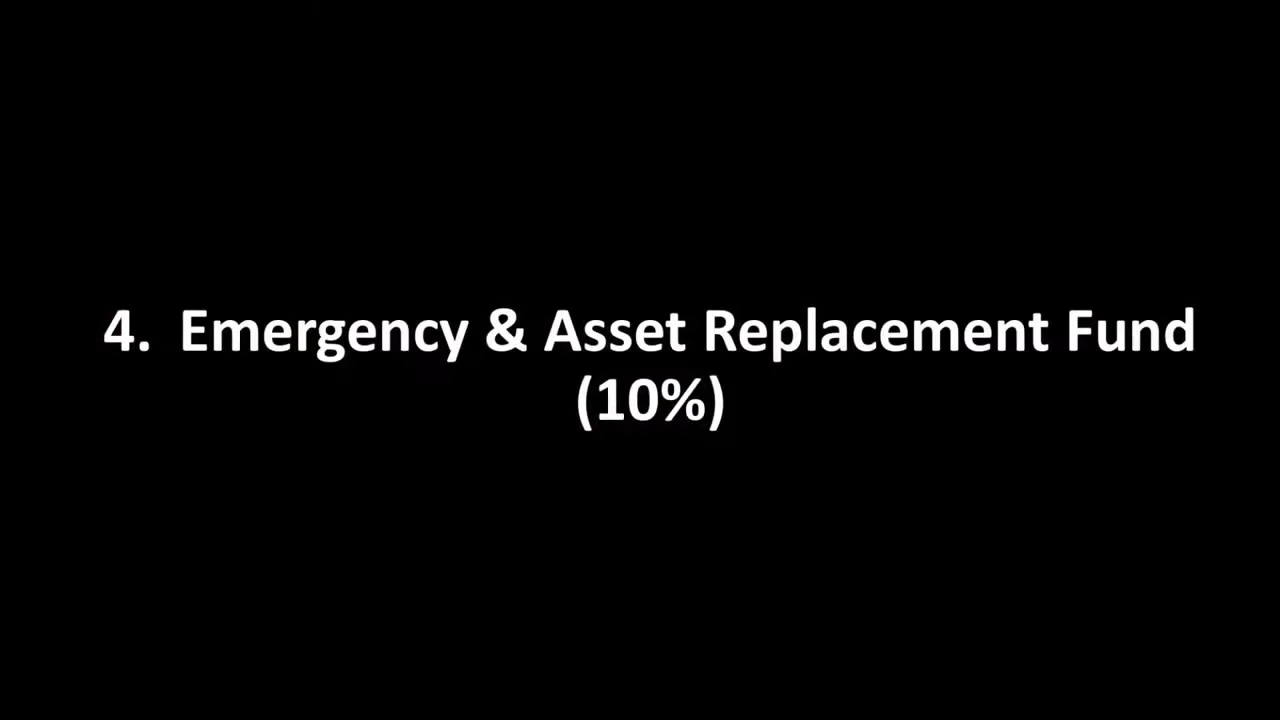 4. Emergency & Asset Replacement Fund
(10%)